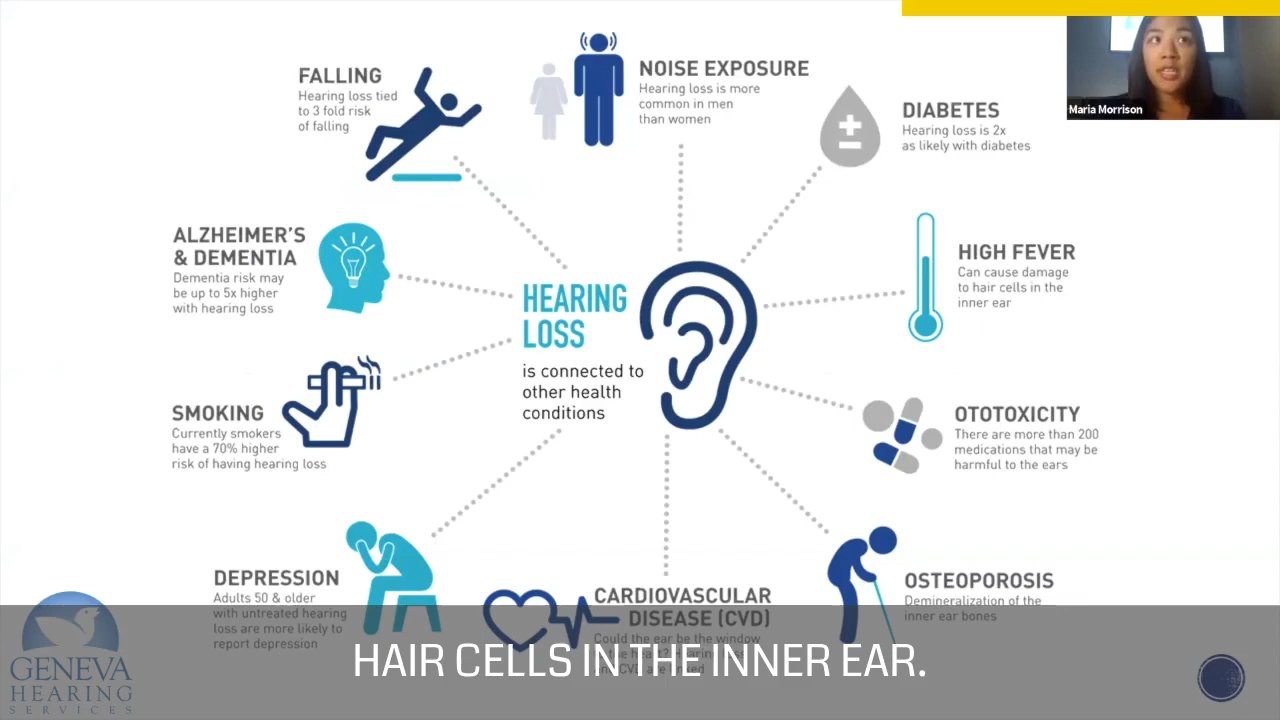 Maria Morrison
FALLING
Hearing loss tied
to 3 fold risk
of falling
NOISE EXPOSURE
Hearing loss is more
common in men
than women
DIABETES
Hearing loss is 2x
as likely with diabetes
ALZHEIMER'S
& DEMENTIA
Dementia risk may
be up to 5x higher
with hearing loss
HEARING
LOSS
is connected to
other health
conditions
HIGH FEVER
Can cause damage
to hair cells in the
inner ear
SMOKING
Currently smokers
have a 70% higher
risk of having hearing loss
OTOTOXICITY
There are more than 200
medications that may be
harmful to the ears
DEPRESSION
Adults 50 & older
with untreated hearing
loss are more likely to
report depression
CARDIOVASCULAR
DISEASE (CVD)
Could the ear be the window
OSTEOPOROSIS
Demineralization of the
inner ear bones
GENEVA
HEARING
SERVICES
HAIR CELLS IN THE INNER EAR.